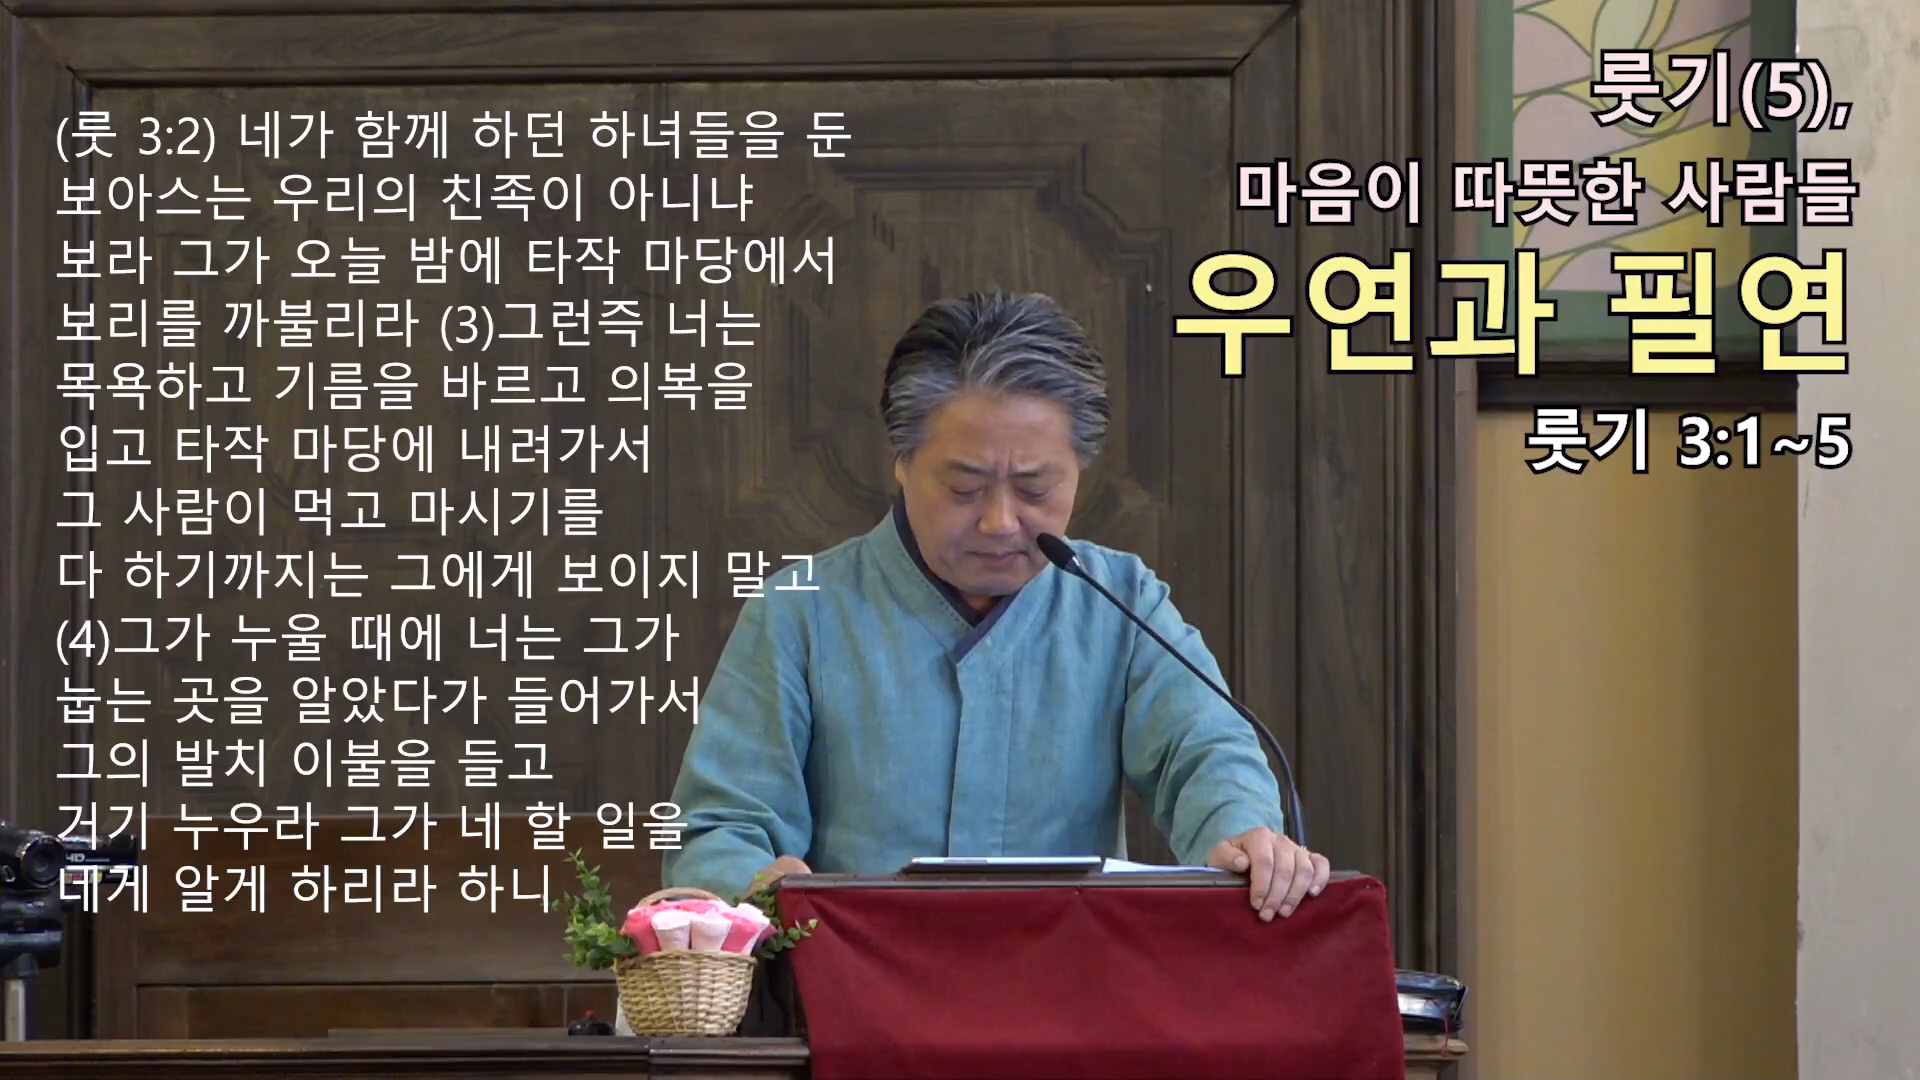 (룻 3:2) 네가 함께 하던 하녀들을 둔
보아스는 우리의 친족이 아니냐
보라 그가 오늘 밤에 타작 마당에서
보리를 까불리라 (3)그런즉 너는
목욕하고 기름을 바르고 의복을
입고 타작 마당에 내려가서
그 사람이 먹고 마시기를
다 하기까지는 그에게 보이지 말고
(4)그가 누울 때에 너는 그가
눕는 곳을 알았다가 들어가서
그의 발치 이불을 들고
거기 누우라 그가 네 할 일을
네게 알게 하리라 하니
룻기(5),
마음이 따뜻한 사람들
우연과 필연
룻기 3:1~5
HD